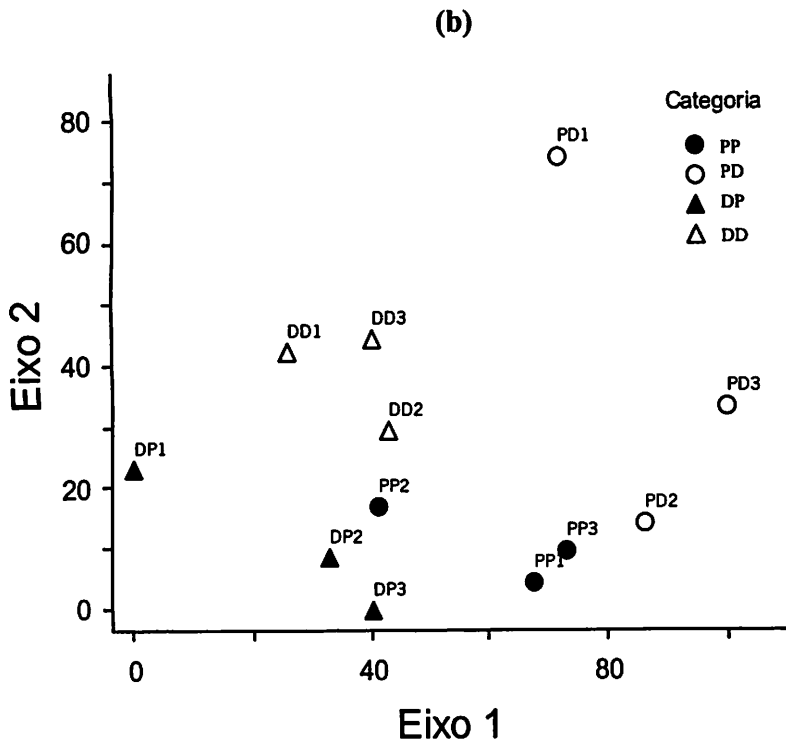 (b)
Categoria
PP
PD
DP
DD
80
60
40
20
0
Eixo 2
PD1
DD1
DD3
DD2
PD3
DP1
PP2
PD2
DP2
PP3
PP1
DP3
0
40
80
Eixo 1